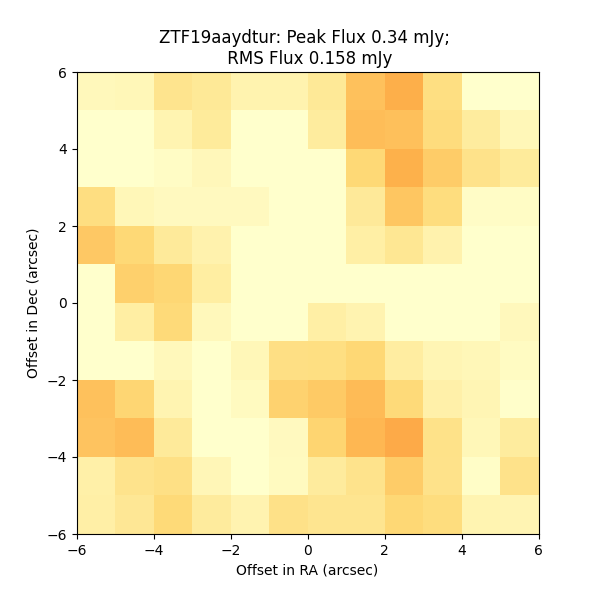 ZTF19aaydtur: Peak Flux 0.34 mJy;
RMS Flux 0.158 mJy
6
4
2
0
−2
−4
−6
Offset in Dec (arcsec)
−6 −4 −2 0 2 4 6
Offset in RA (arcsec)